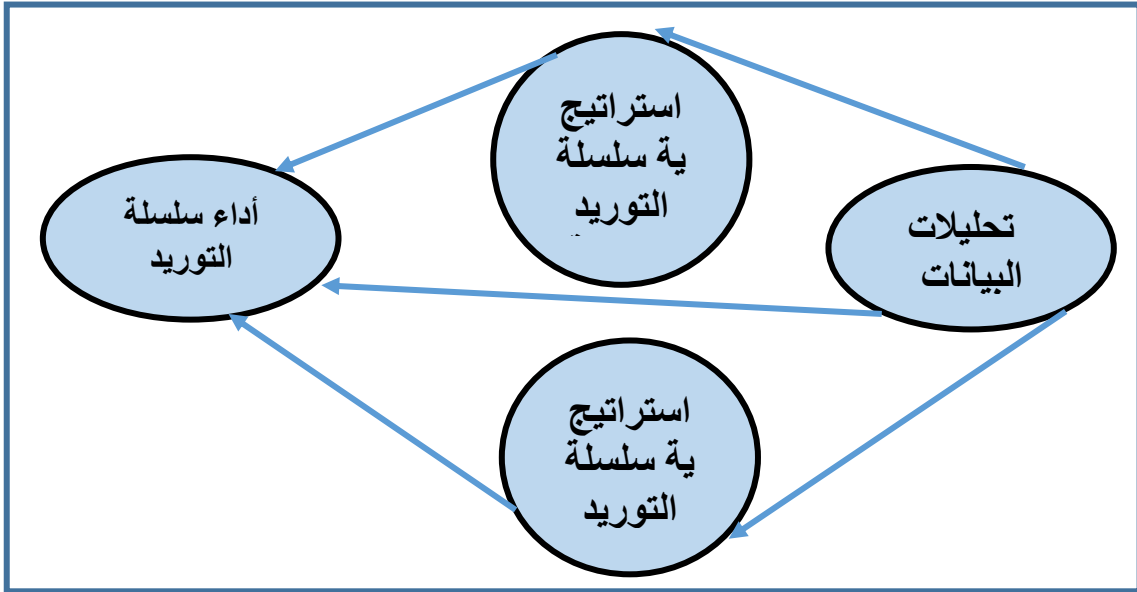 استراتيج
ية سلسلة
التوريد
تحليلات
البيانات
أداء سلسلة
التوريد
استراتيج
ية سلسلة
التوريد